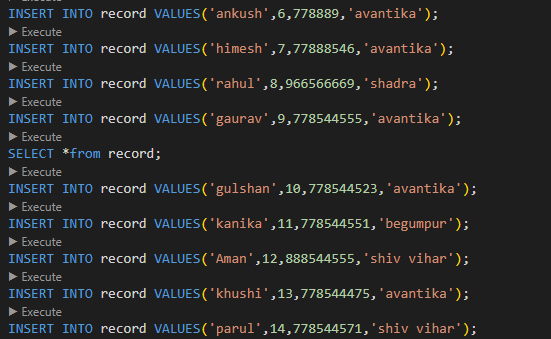 Execute
INSERT INTO record VALUES('ankush',6,778889,'avantika');
Execute
INSERT INTO record VALUES('himesh',7,77888546,'avantika');
Execute
INSERT INTO record VALUES('rahul',8,966566669,'shadra');
Execute
INSERT INTO record VALUES('gaurav',9,778544555,'avantika');
Execute
SELECT *from record;
Execute
INSERT INTO record VALUES('gulshan',10,778544523,'avantika');
Execute
INSERT INTO record VALUES('kanika',11,778544551,'begumpur');
Execute
INSERT INTO record VALUES('Aman',12,888544555,'shiv vihar');
Execute
INSERT INTO record VALUES('khushi',13,778544475,'avantika');
Execute
INSERT INTO record VALUES('parul',14,778544571,'shiv vihar');